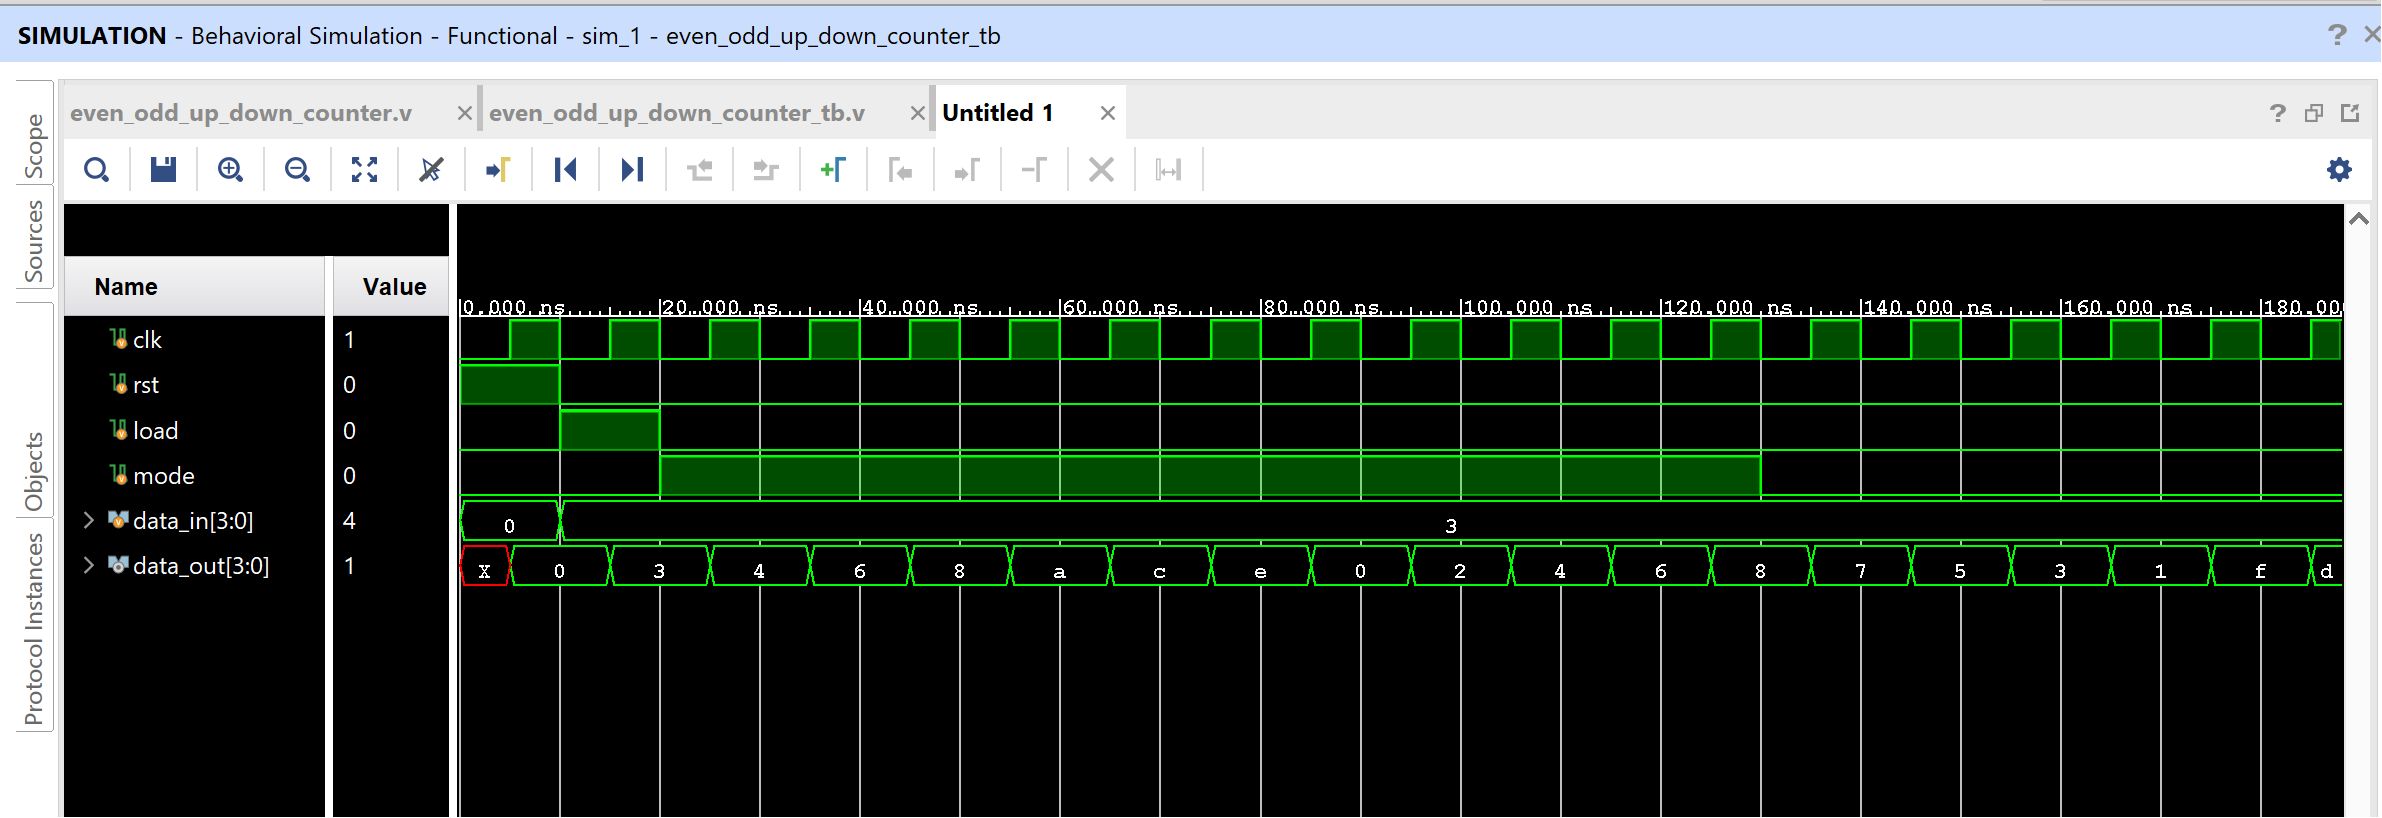 SIMULATION - Behavioral Simulation - Functional - sim_1 - even_odd_up_down_counter_tb
Scope
Sources
Objects
Protocol Instances
even_odd_up_down_counter.v
even_odd_up_down_counter_tb.v
Untitled 1
Name Value
0.000 ns 20.000 ns 40.000 ns 60.000 ns 80.000 ns 100.000 ns 120.000 ns 140.000 ns 160.000 ns 180.00
clk 1
rst 0
load 0
mode 0
data_in[3:0] 4 0 3
data_out[3:0] 1 X 0 3 4 6 8 a c e 0 2 4 6 8 7 5 3 1 f d